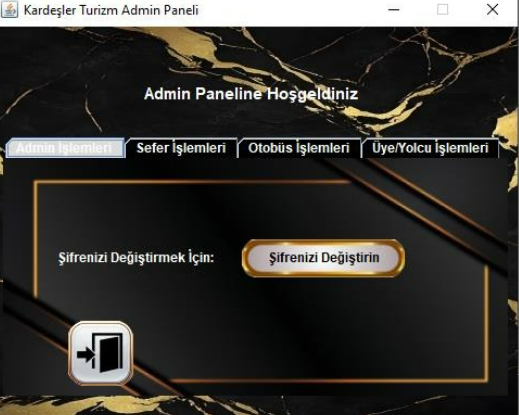 Kardeşler Turizm Admin Paneli
Admin Paneline Hoşgeldiniz
Admin İşlemleri Sefer İşlemleri Otobüs İşlemleri Üye/Yolcu İşlemleri
Şifrenizi Değiştirmek İçin: Şifrenizi Değiştirin